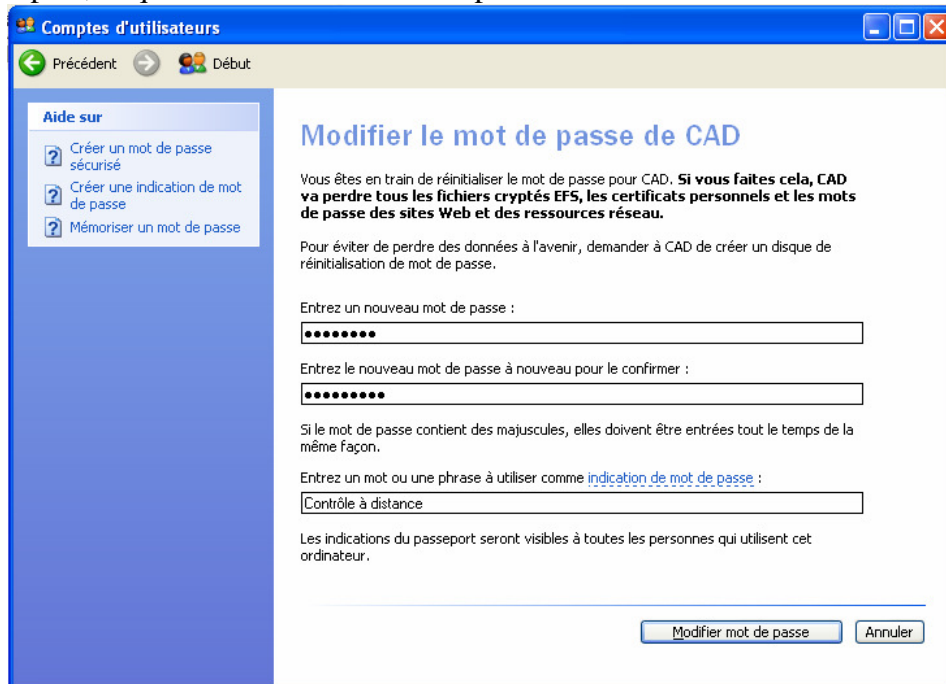 Comptes d'utilisateurs
Précédent
Début
Aide sur
Créer un mot de passe
sécurisé
Créer une indication de mot
de passe
Mémoriser un mot de passe
Modifier le mot de passe de CAD
Vous êtes en train de réinitialiser le mot de passe pour CAD. Si vous faites cela, CAD
va perdre tous les fichiers cryptés EFS, les certificats personnels et les mots
de passe des sites Web et des ressources réseau.
Pour éviter de perdre des données à l'avenir, demander à CAD de créer un disque de
réinitialisation de mot de passe.
Entrez un nouveau mot de passe :
••••••••
Entrez le nouveau mot de passe à nouveau pour le confirmer :
•••••••••
Si le mot de passe contient des majuscules, elles doivent être entrées tout le temps de la
même façon.
Entrez un mot ou une phrase à utiliser comme indication de mot de passe :
Contrôle à distance
Les indications du passeport seront visibles à toutes les personnes qui utilisent cet
ordinateur.
Modifier mot de passe
Annuler